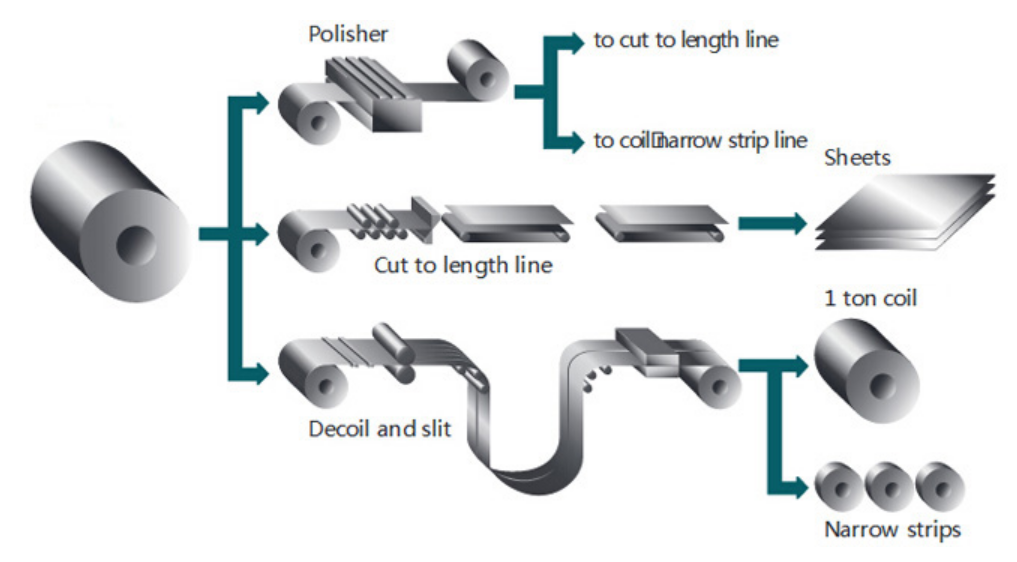 Polisher
to cut to length line
to coil□narrow strip line
Sheets
Cut to length line
1 ton coil
Decoil and slit
Narrow strips